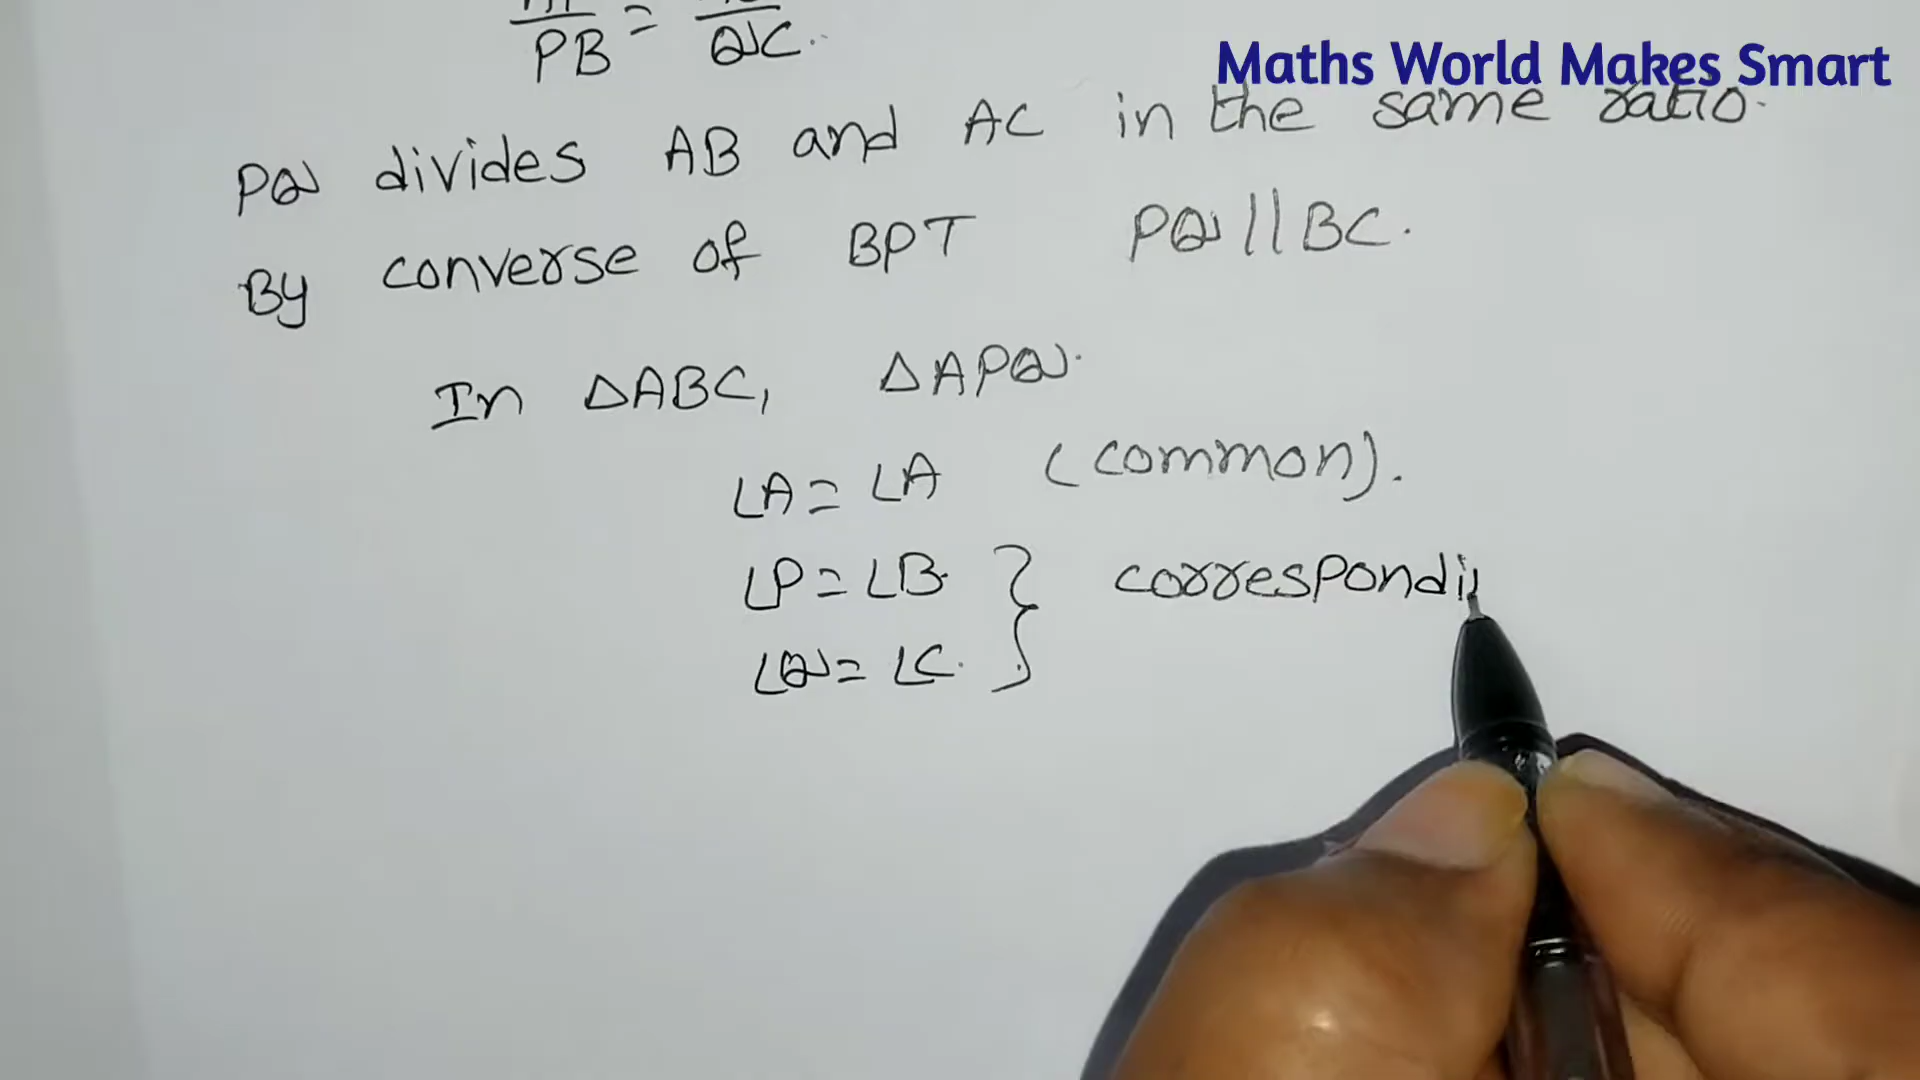 PB = QC.
Maths World Makes Smart
PQ divides AB and AC in the same ratio.
By converse of BPT PQ || BC.
In ΔABC, ΔAPQ.
∠A = ∠A (common).
∠P = ∠B.
∠Q = ∠C. } correspondi